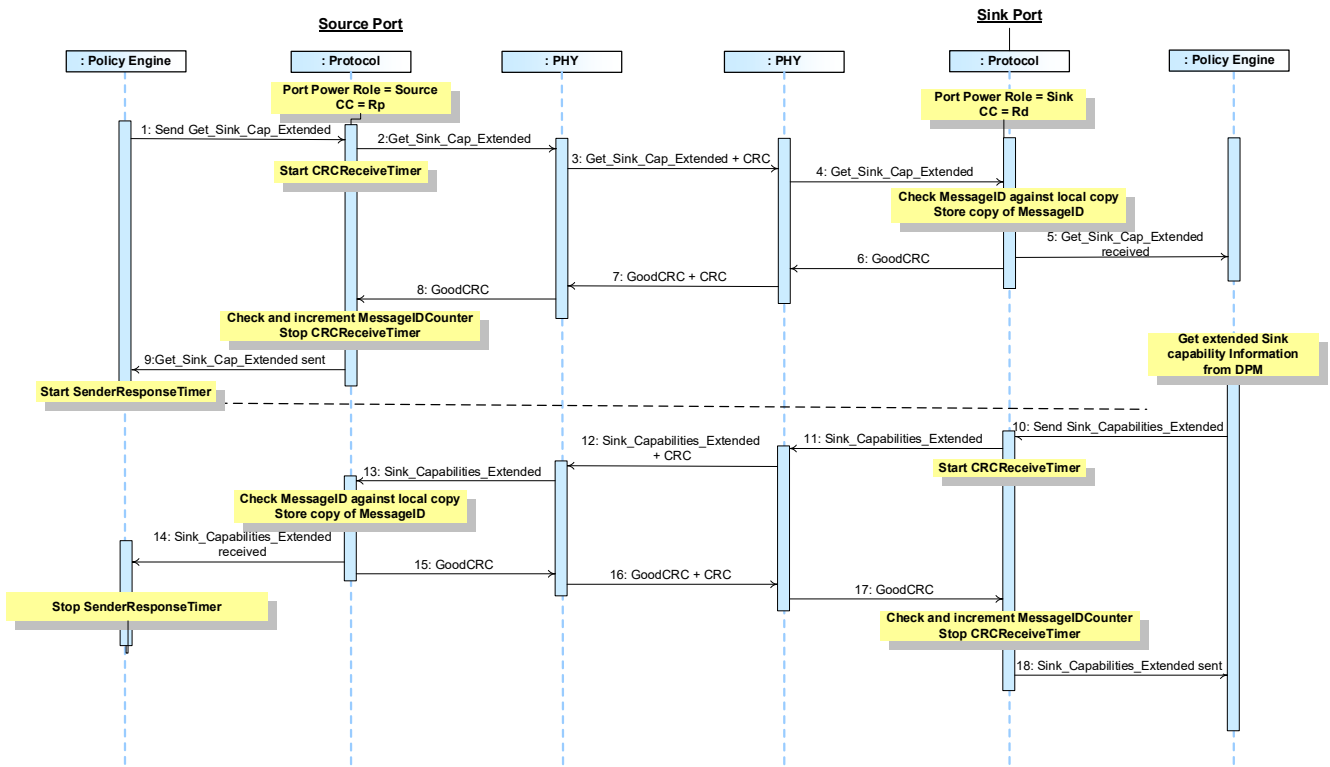 Source Port
Sink Port
: Policy Engine
: Protocol
: PHY
: PHY
: Protocol
: Policy Engine
Port Power Role = Source
CC = Rp
Port Power Role = Sink
CC = Rd
1: Send Get_Sink_Cap_Extended
2:Get_Sink_Cap_Extended
Start CRCReceiveTimer
3: Get_Sink_Cap_Extended + CRC
4: Get_Sink_Cap_Extended
Check MessageID against local copy
Store copy of MessageID
5: Get_Sink_Cap_Extended
received
6: GoodCRC
7: GoodCRC + CRC
8: GoodCRC
Check and increment MessageIDCounter
Stop CRCReceiveTimer
9:Get_Sink_Cap_Extended sent
Start SenderResponseTimer
Get extended Sink
capability Information
from DPM
10: Send Sink_Capabilities_Extended
11: Sink_Capabilities_Extended
Start CRCReceiveTimer
12: Sink_Capabilities_Extended
+ CRC
13: Sink_Capabilities_Extended
Check MessageID against local copy
Store copy of MessageID
14: Sink_Capabilities_Extended
received
15: GoodCRC
16: GoodCRC + CRC
17: GoodCRC
Stop SenderResponseTimer
Check and increment MessageIDCounter
Stop CRCReceiveTimer
18: Sink_Capabilities_Extended sent